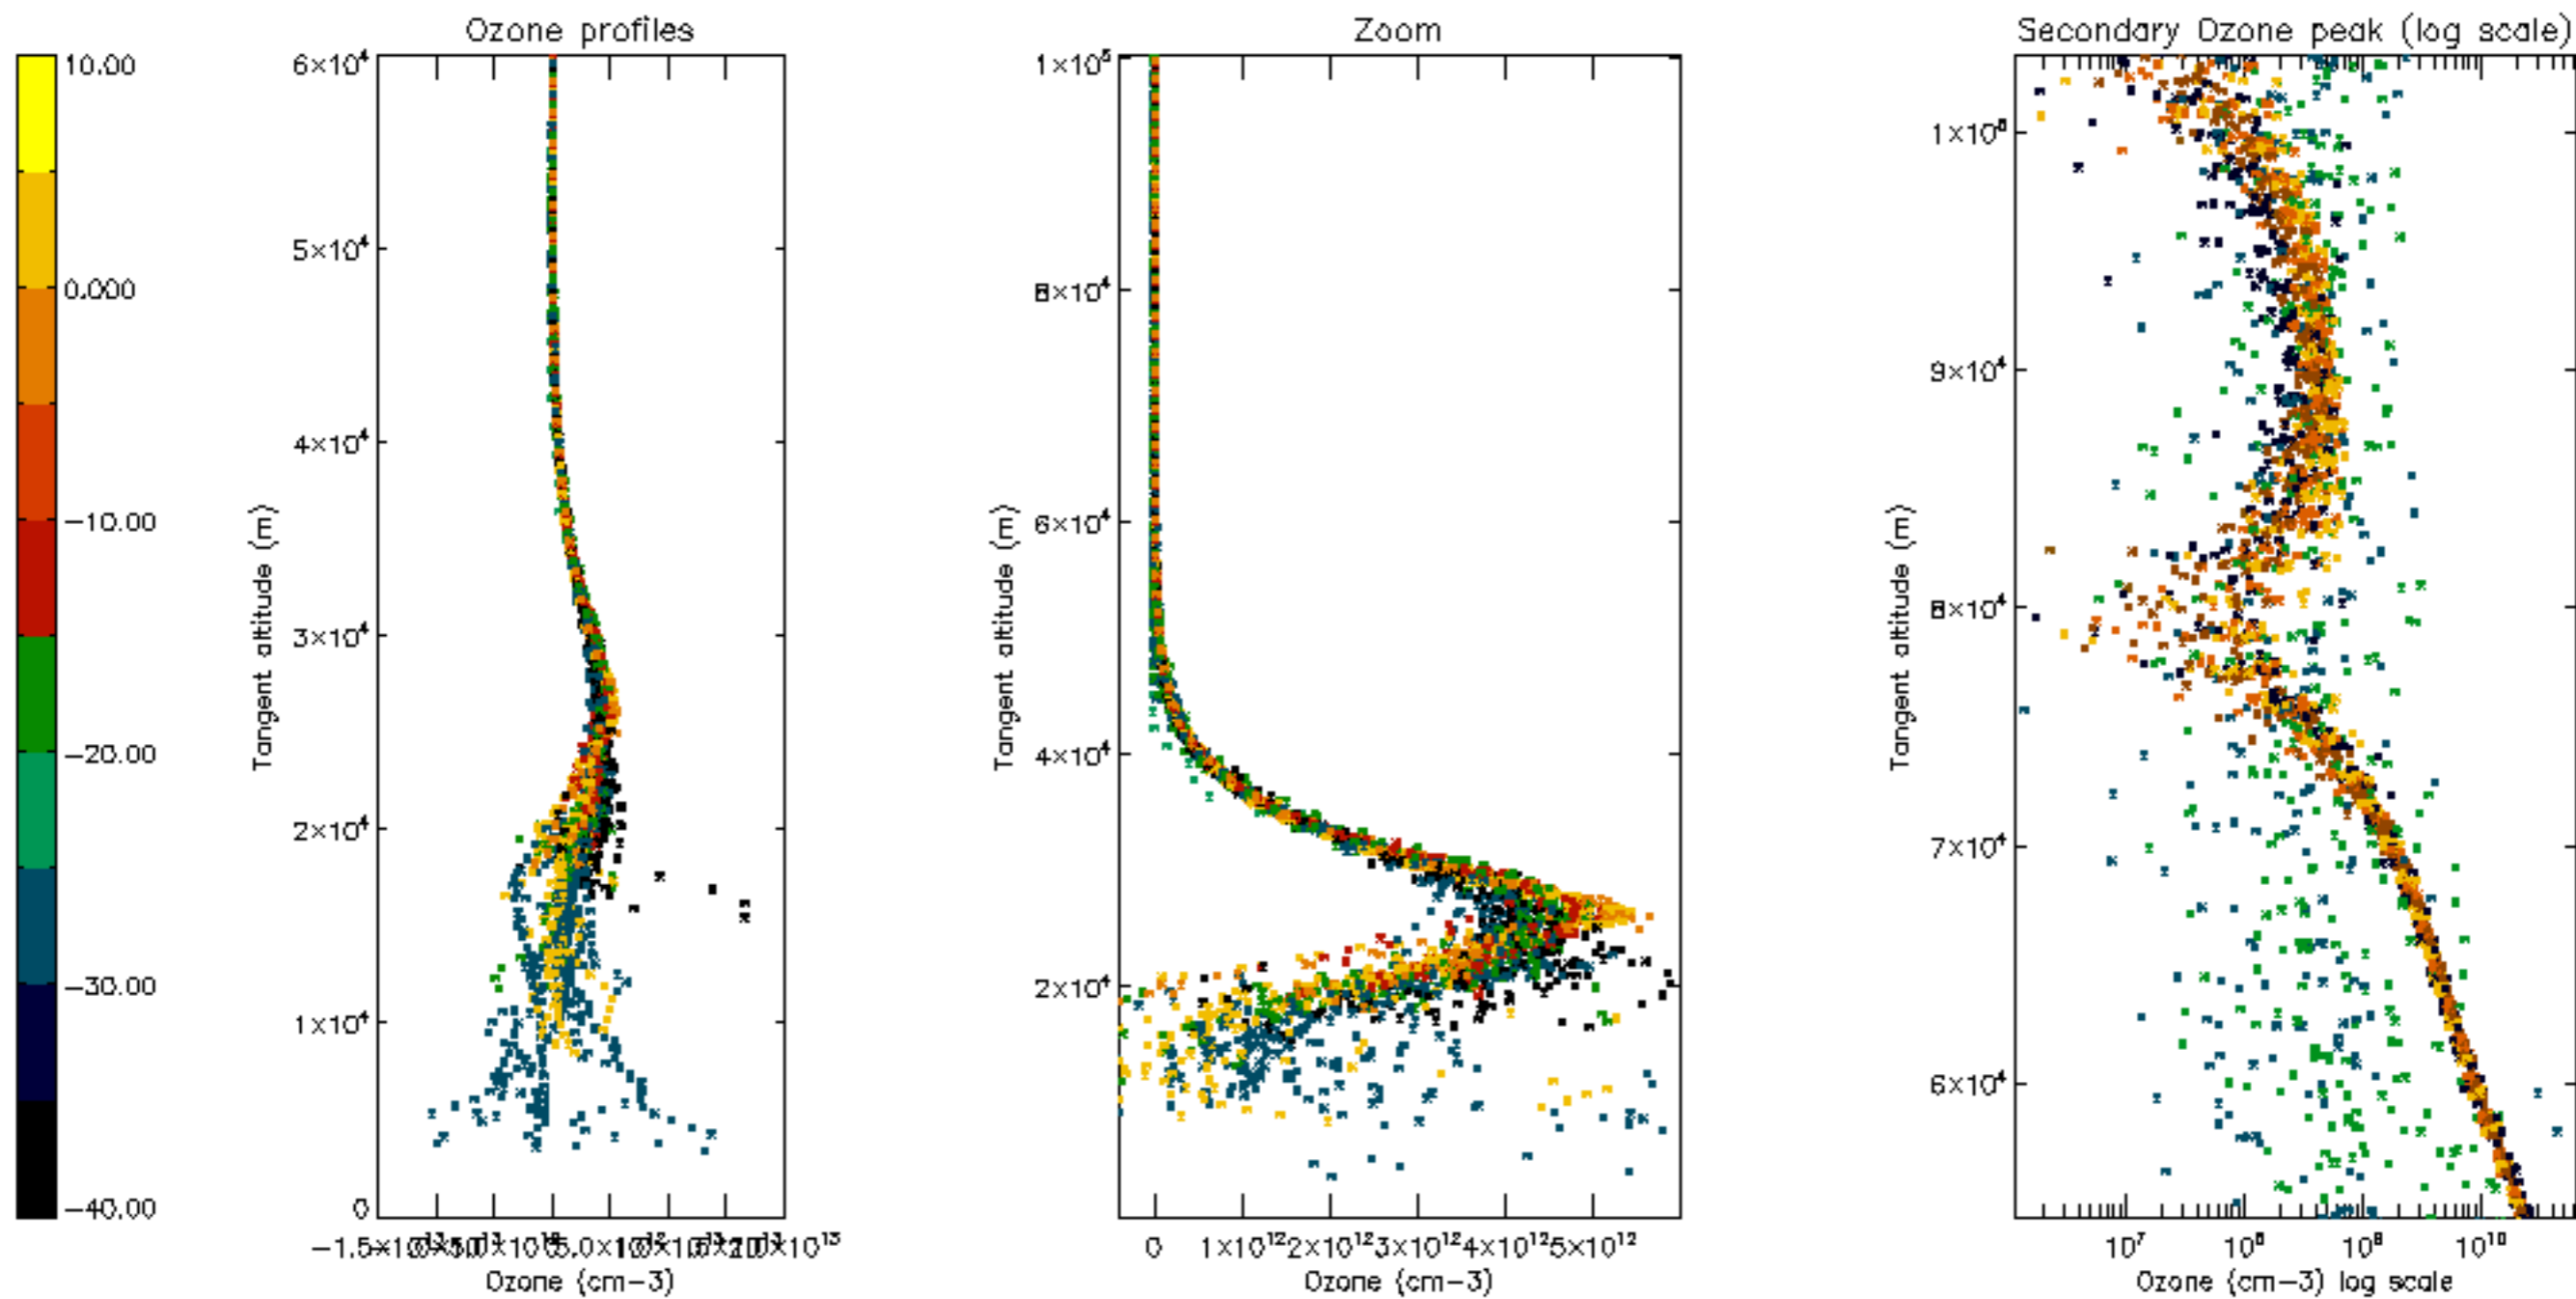 Ozone profiles
Zoom
Secondary Ozone peak (log scale)
10.00
0.000
−10.00
−20.00
−30.00
−40.00
Tangent altitude (m)
6×10⁴
5×10⁴
4×10⁴
3×10⁴
2×10⁴
1×10⁴
0
Ozone (cm−3)
Tangent altitude (m)
1×10⁵
8×10⁴
6×10⁴
4×10⁴
2×10⁴
0 1×10¹² 2×10¹² 3×10¹² 4×10¹² 5×10¹²
Ozone (cm−3)
Tangent altitude (m)
9×10⁴
8×10⁴
7×10⁴
6×10⁴
10⁷ 10⁸ 10⁹ 10¹⁰
Ozone (cm−3) log scale